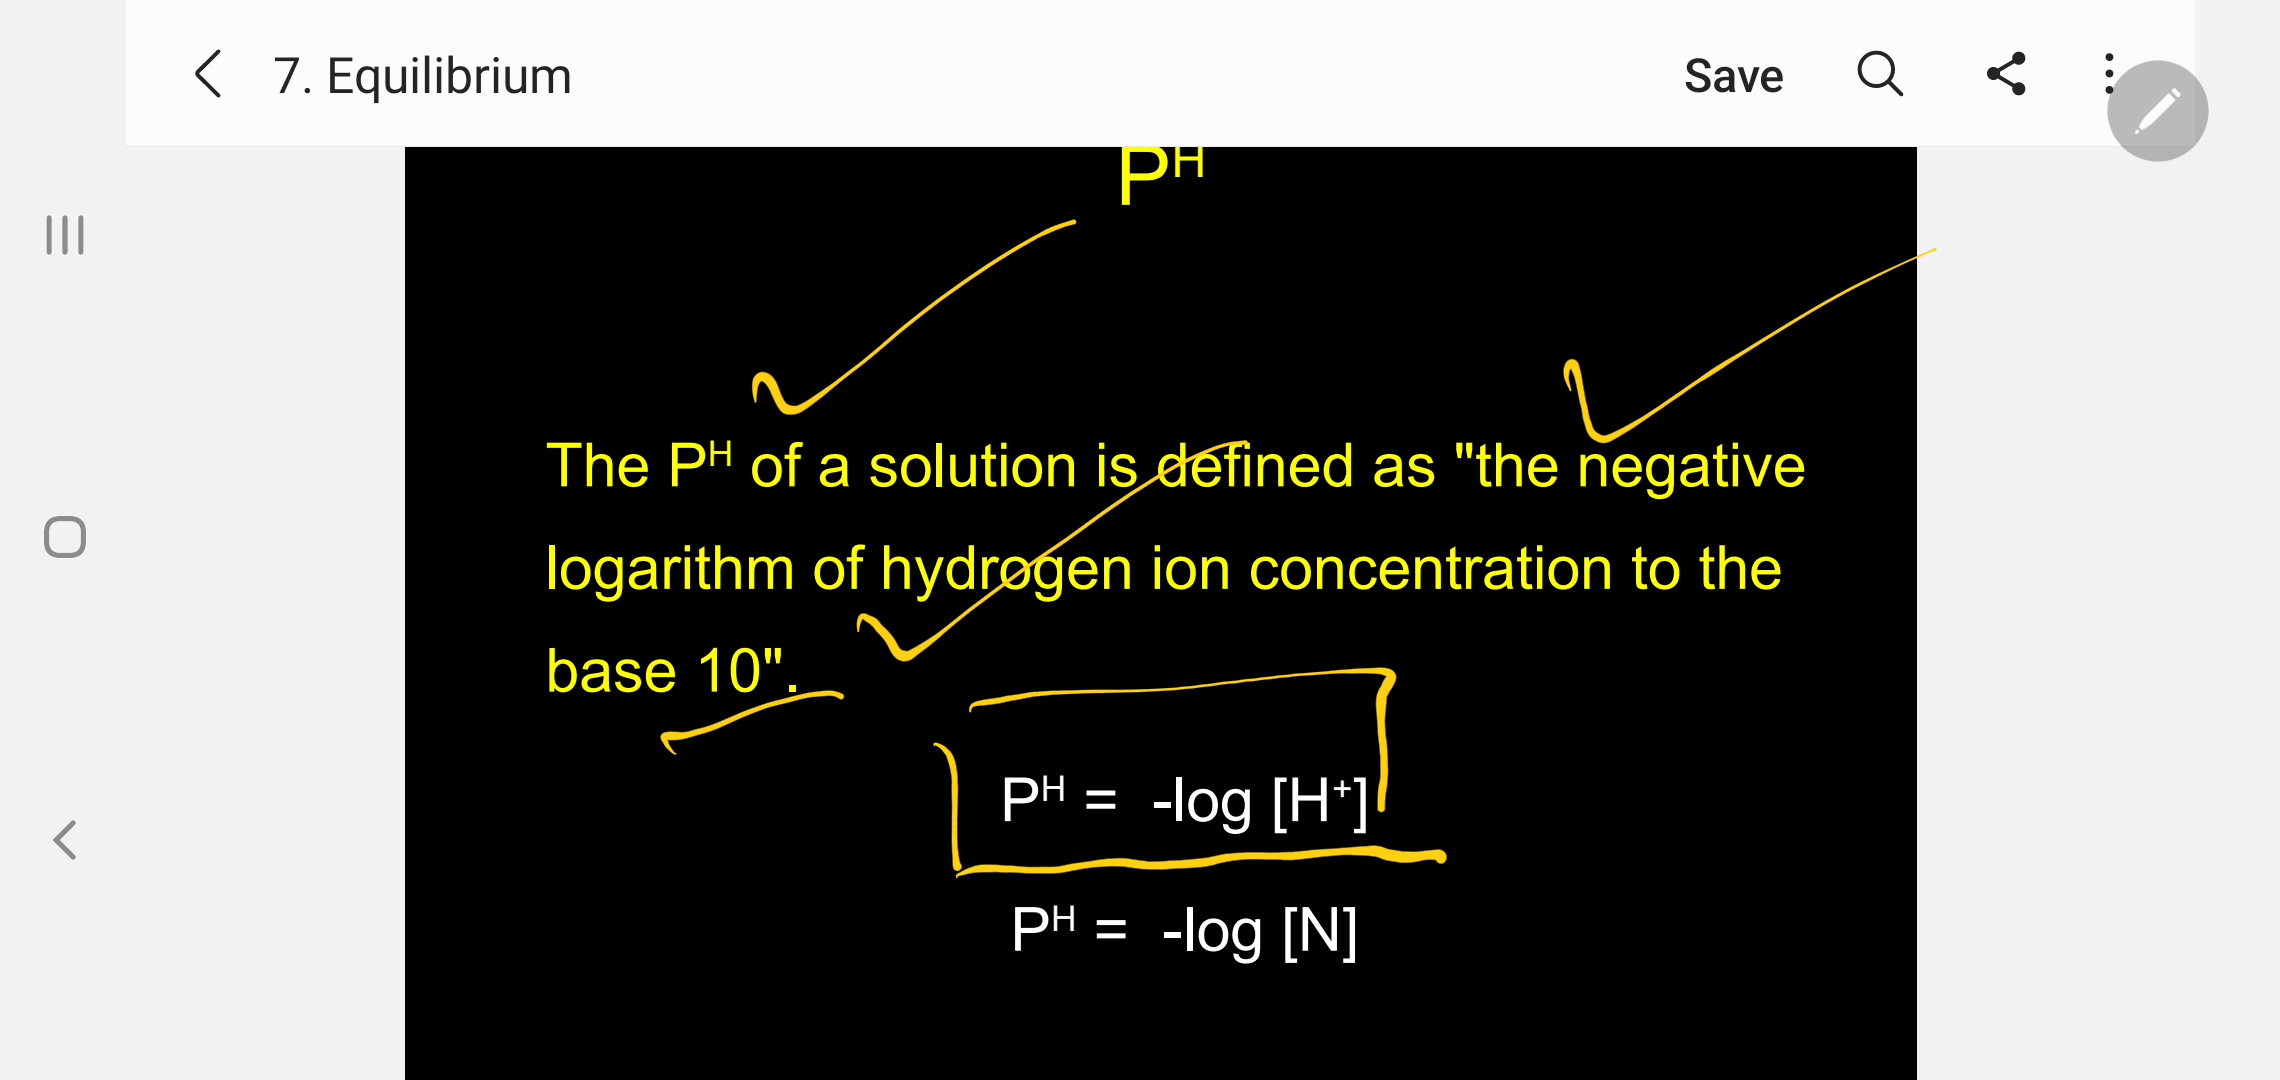 7. Equilibrium
Save
Pᴴ
The Pᴴ of a solution is defined as "the negative
logarithm of hydrogen ion concentration to the
base 10".
Pᴴ = -log [H⁺]
Pᴴ = -log [N]